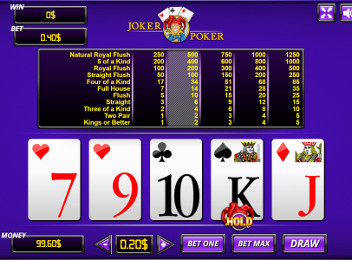 WIN
0$
BET
0.40$
JOKER POKER
Natural Royal Flush 250 500 750 1000 1250
5 of a Kind 200 400 600 800 1000
Royal Flush 100 200 300 400 500
Straight Flush 50 100 150 200 250
Four of a Kind 17 34 51 68 85
Full House 7 14 21 28 35
Flush 5 10 15 20 25
Straight 3 6 9 12 15
Three of a Kind 2 4 6 8 10
Two Pair 1 2 3 4 5
Kings or Better 1 2 3 4 5
7 9 10 K J
HOLD
MONEY
99.60$
0.20$
BET ONE
BET MAX
DRAW